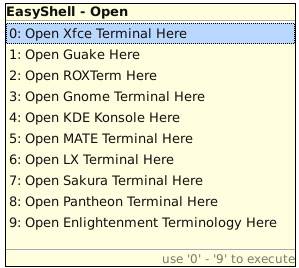 EasyShell - Open
0: Open Xfce Terminal Here
1: Open Guake Here
2: Open ROXTerm Here
3: Open Gnome Terminal Here
4: Open KDE Konsole Here
5: Open MATE Terminal Here
6: Open LX Terminal Here
7: Open Sakura Terminal Here
8: Open Pantheon Terminal Here
9: Open Enlightenment Terminology Here
use '0' - '9' to execute